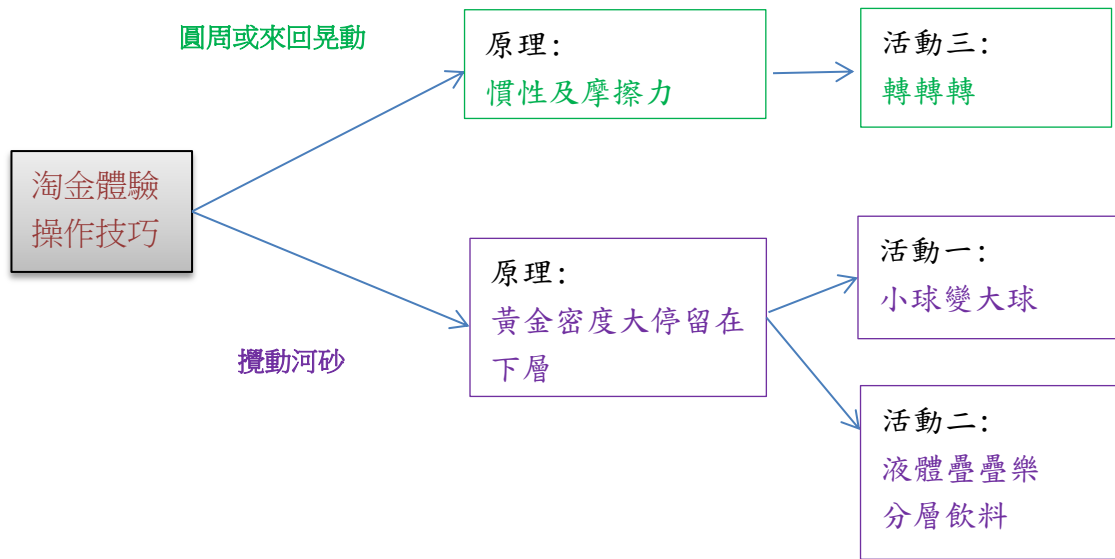 圓周或來回晃動
原理:
慣性及摩擦力
活動三:
轉轉轉
淘金體驗
操作技巧
攪動河砂
原理:
黃金密度大停留在
下層
活動一:
小球變大球
活動二:
液體疊疊樂
分層飲料